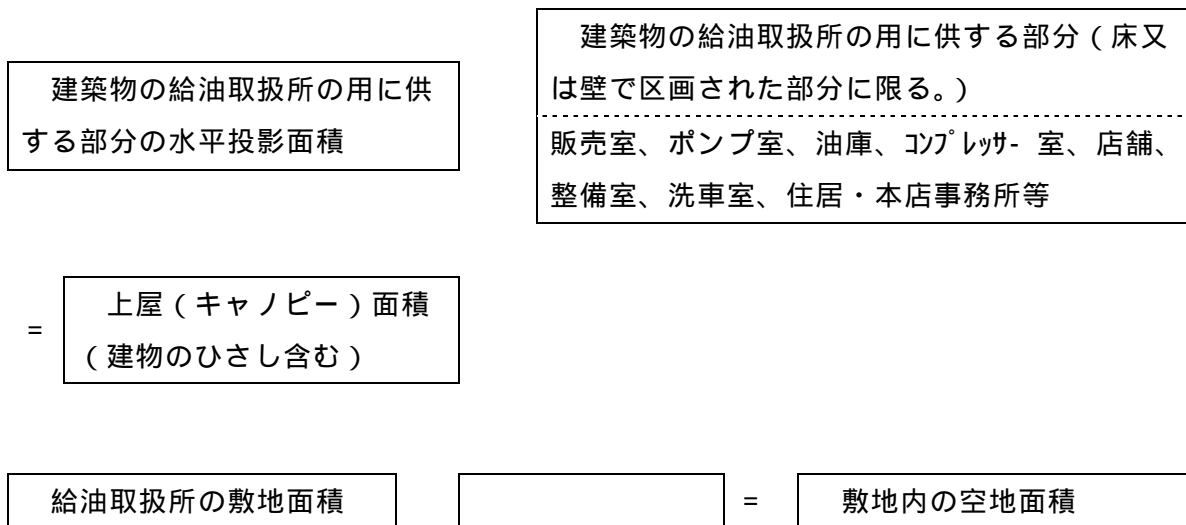 建築物の給油取扱所の用に供
する部分の水平投影面積
建築物の給油取扱所の用に供する部分（床又
は壁で区画された部分に限る。）
販売室、ポンプ室、油庫、ｺﾝﾌﾟﾚｯｻ- 室、店舗、
整備室、洗車室、住居・本店事務所等
=
上屋（キャノピー）面積
（建物のひさし含む）
給油取扱所の敷地面積
=
敷地内の空地面積